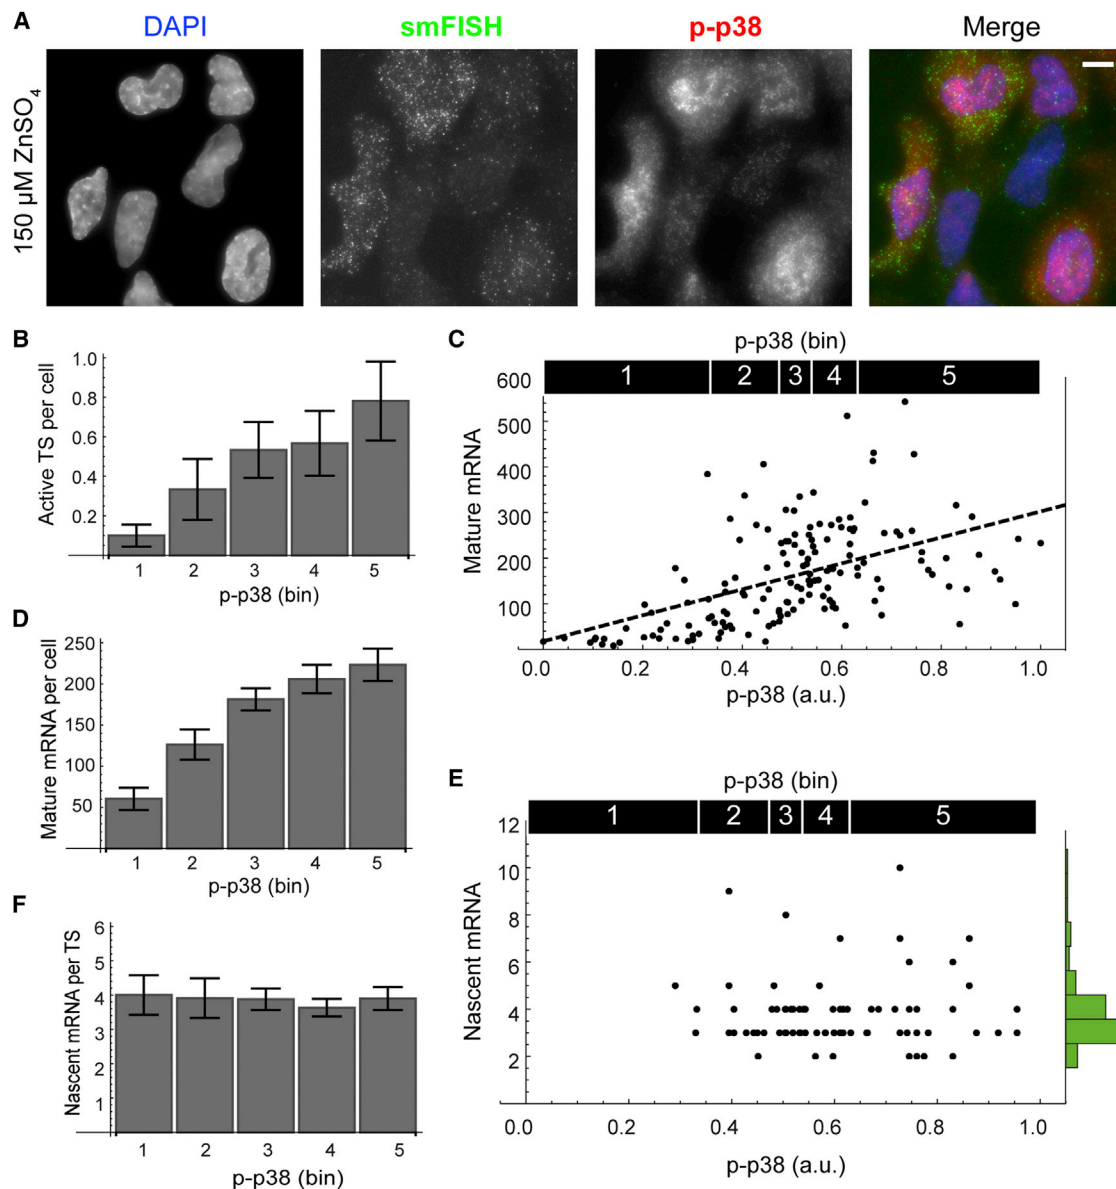 A
DAPI
smFISH
p-p38
Merge
150 µM ZnSO4
B
Active TS per cell
1.0
0.8
0.6
0.4
0.2
1 2 3 4 5
p-p38 (bin)
C
p-p38 (bin)
1 2 3 4 5
Mature mRNA
600
500
400
300
200
100
0.0 0.2 0.4 0.6 0.8 1.0
p-p38 (a.u.)
D
Mature mRNA per cell
250
200
150
100
50
1 2 3 4 5
p-p38 (bin)
E
p-p38 (bin)
1 2 3 4 5
Nascent mRNA
12
10
8
6
4
2
0.0 0.2 0.4 0.6 0.8 1.0
p-p38 (a.u.)
F
Nascent mRNA per TS
6
5
4
3
2
1
1 2 3 4 5
p-p38 (bin)